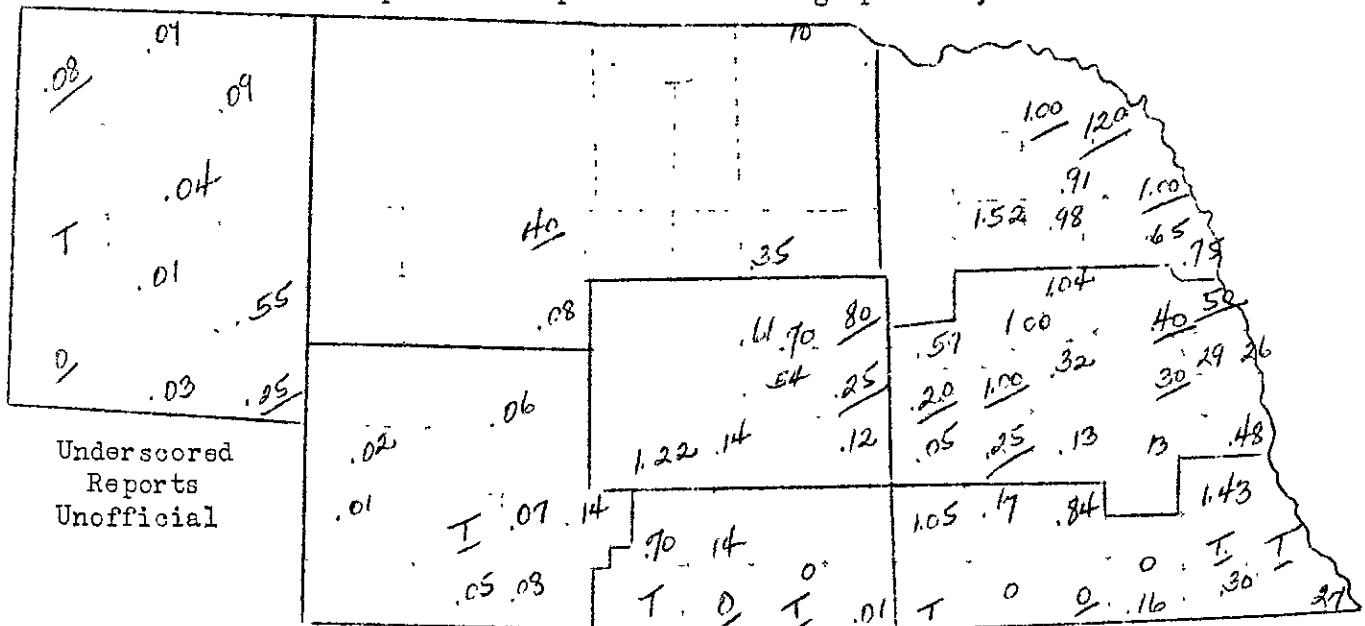 .07 10
.08 .09
1.00 1.20
.04 .91 1.00
T 40 1.52 .98 .65
.01 .35 .75
.55 .08 1.04
.61 .70 80 .57 1.00 .40 50
0 .54 .32 29 26
.03 .25 .06 .25 .20 1.00 30
Underscored .02 1.22 .14 .12 .05 .25 .13 13 .48
Reports
Unofficial .01 T .07 .14 1.05 .17 .84 1.43
.70 14 0 0 T T
.05 .08 T 0 T .01 T 0 0 .16 .30 27